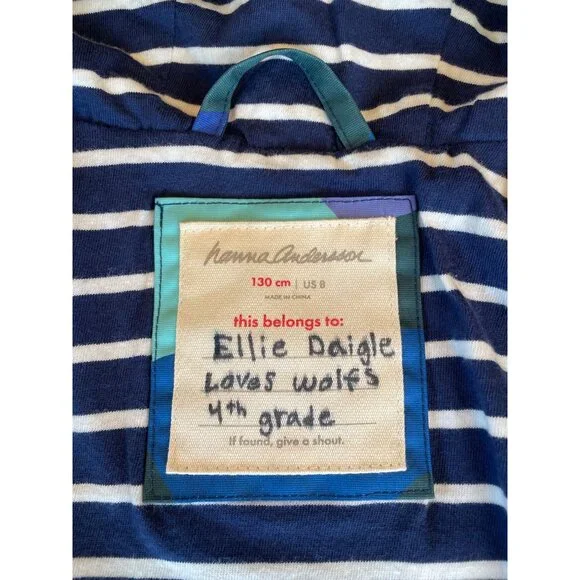 hanna andersson
130 cm | US 8
MADE IN CHINA
this belongs to:
Ellie Daigle
Loves wolfs
4th grade
If found, give a shout.